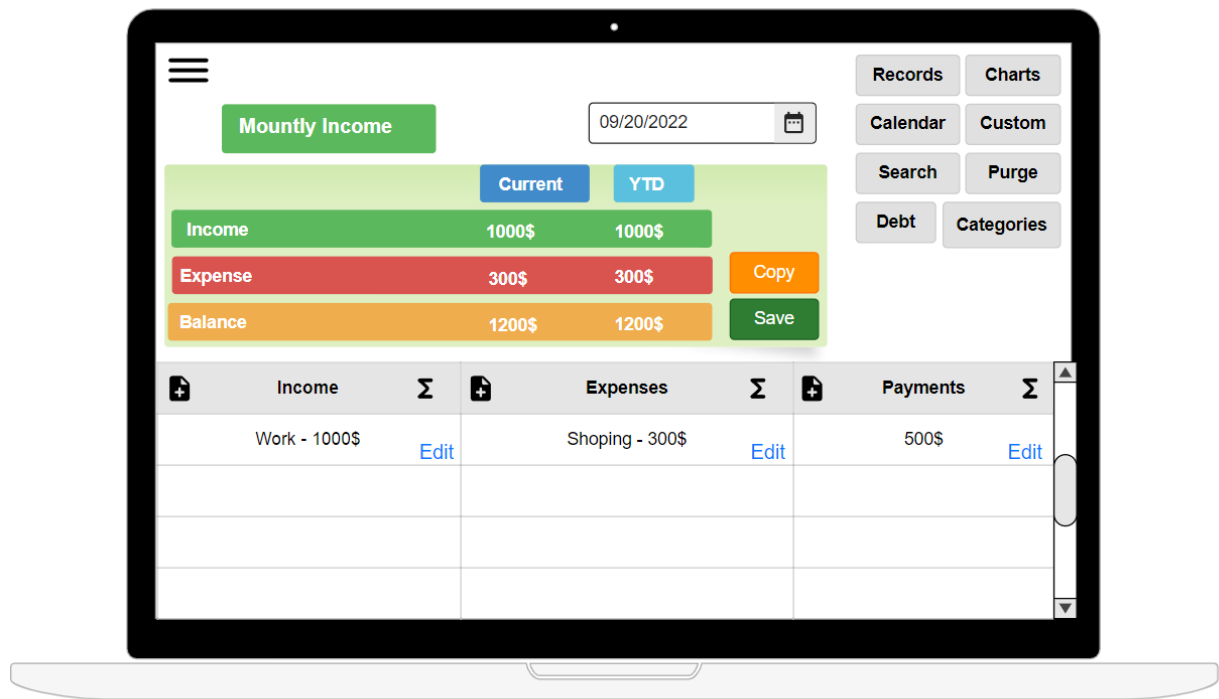 Records Charts
Mountly Income 09/20/2022 Calendar Custom
Search Purge
Current YTD
Debt Categories
Income 1000$ 1000$
Expense 300$ 300$ Copy
Balance 1200$ 1200$ Save
Income Σ Expenses Σ Payments Σ
Work - 1000$ Edit Shoping - 300$ Edit 500$ Edit